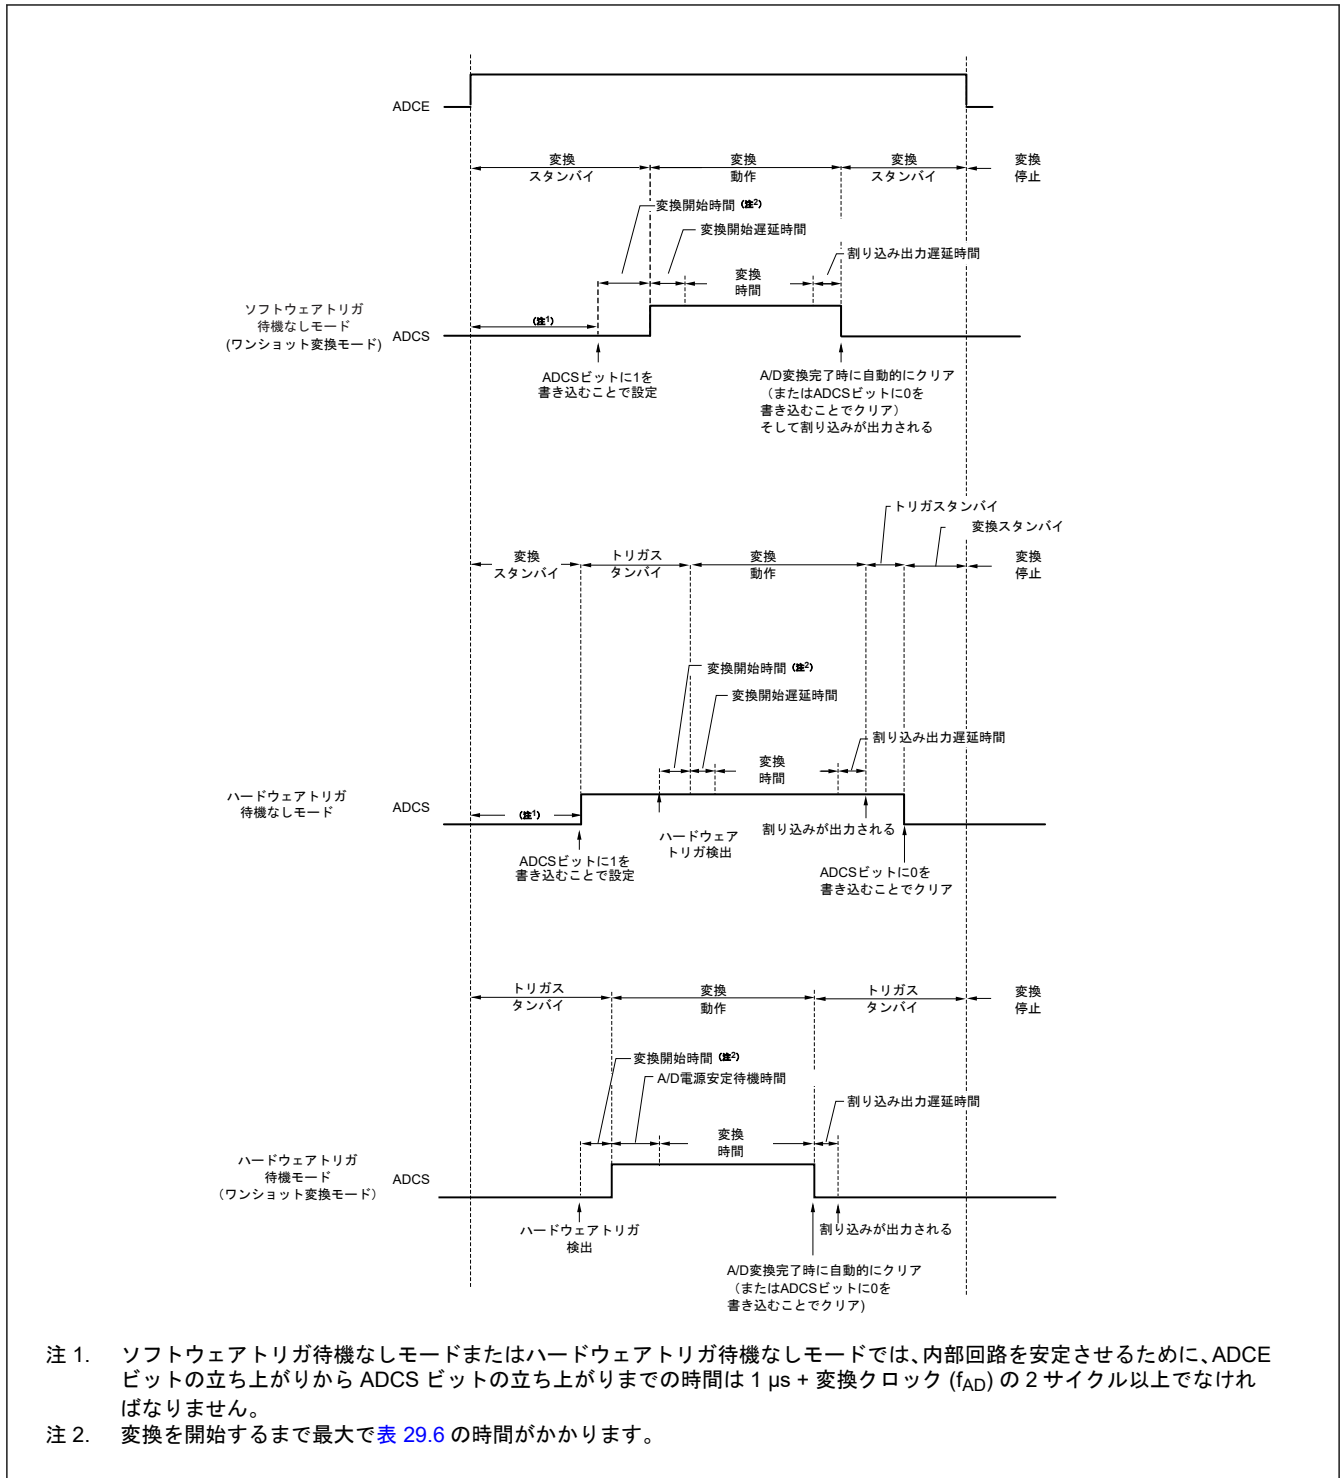 ADCE
変換
スタンバイ
変換
動作
変換
スタンバイ
変換
停止
変換開始時間 (注2)
変換開始遅延時間
割り込み出力遅延時間
変換
時間
ソフトウェアトリガ
待機なしモード
(ワンショット変換モード)
ADCS
(注1)
ADCSビットに1を
書き込むことで設定
A/D変換完了時に自動的にクリア
(またはADCSビットに0を
書き込むことでクリア)
そして割り込みが出力される
トリガスタンバイ
変換スタンバイ
変換
スタンバイ
トリガス
タンバイ
変換
動作
変換
停止
変換開始時間 (注2)
変換開始遅延時間
割り込み出力遅延時間
変換
時間
ハードウェアトリガ
待機なしモード
ADCS
(注1)
ADCSビットに1を
書き込むことで設定
ハードウェア
トリガ検出
割り込みが出力される
ADCSビットに0を
書き込むことでクリア
トリガス
タンバイ
変換
動作
トリガス
タンバイ
変換
停止
変換開始時間 (注2)
A/D電源安定待機時間
割り込み出力遅延時間
変換
時間
ハードウェアトリガ
待機モード
(ワンショット変換モード)
ADCS
ハードウェアトリガ
検出
割り込みが出力される
A/D変換完了時に自動的にクリア
(またはADCSビットに0を
書き込むことでクリア)
注 1. ソフトウェアトリガ待機なしモードまたはハードウェアトリガ待機なしモードでは、内部回路を安定させるために、ADCE
ビットの立ち上がりから ADCS ビットの立ち上がりまでの時間は 1 µs + 変換クロック (fAD) の 2 サイクル以上でなけれ
ばなりません。
注 2. 変換を開始するまで最大で表 29.6 の時間がかかります。